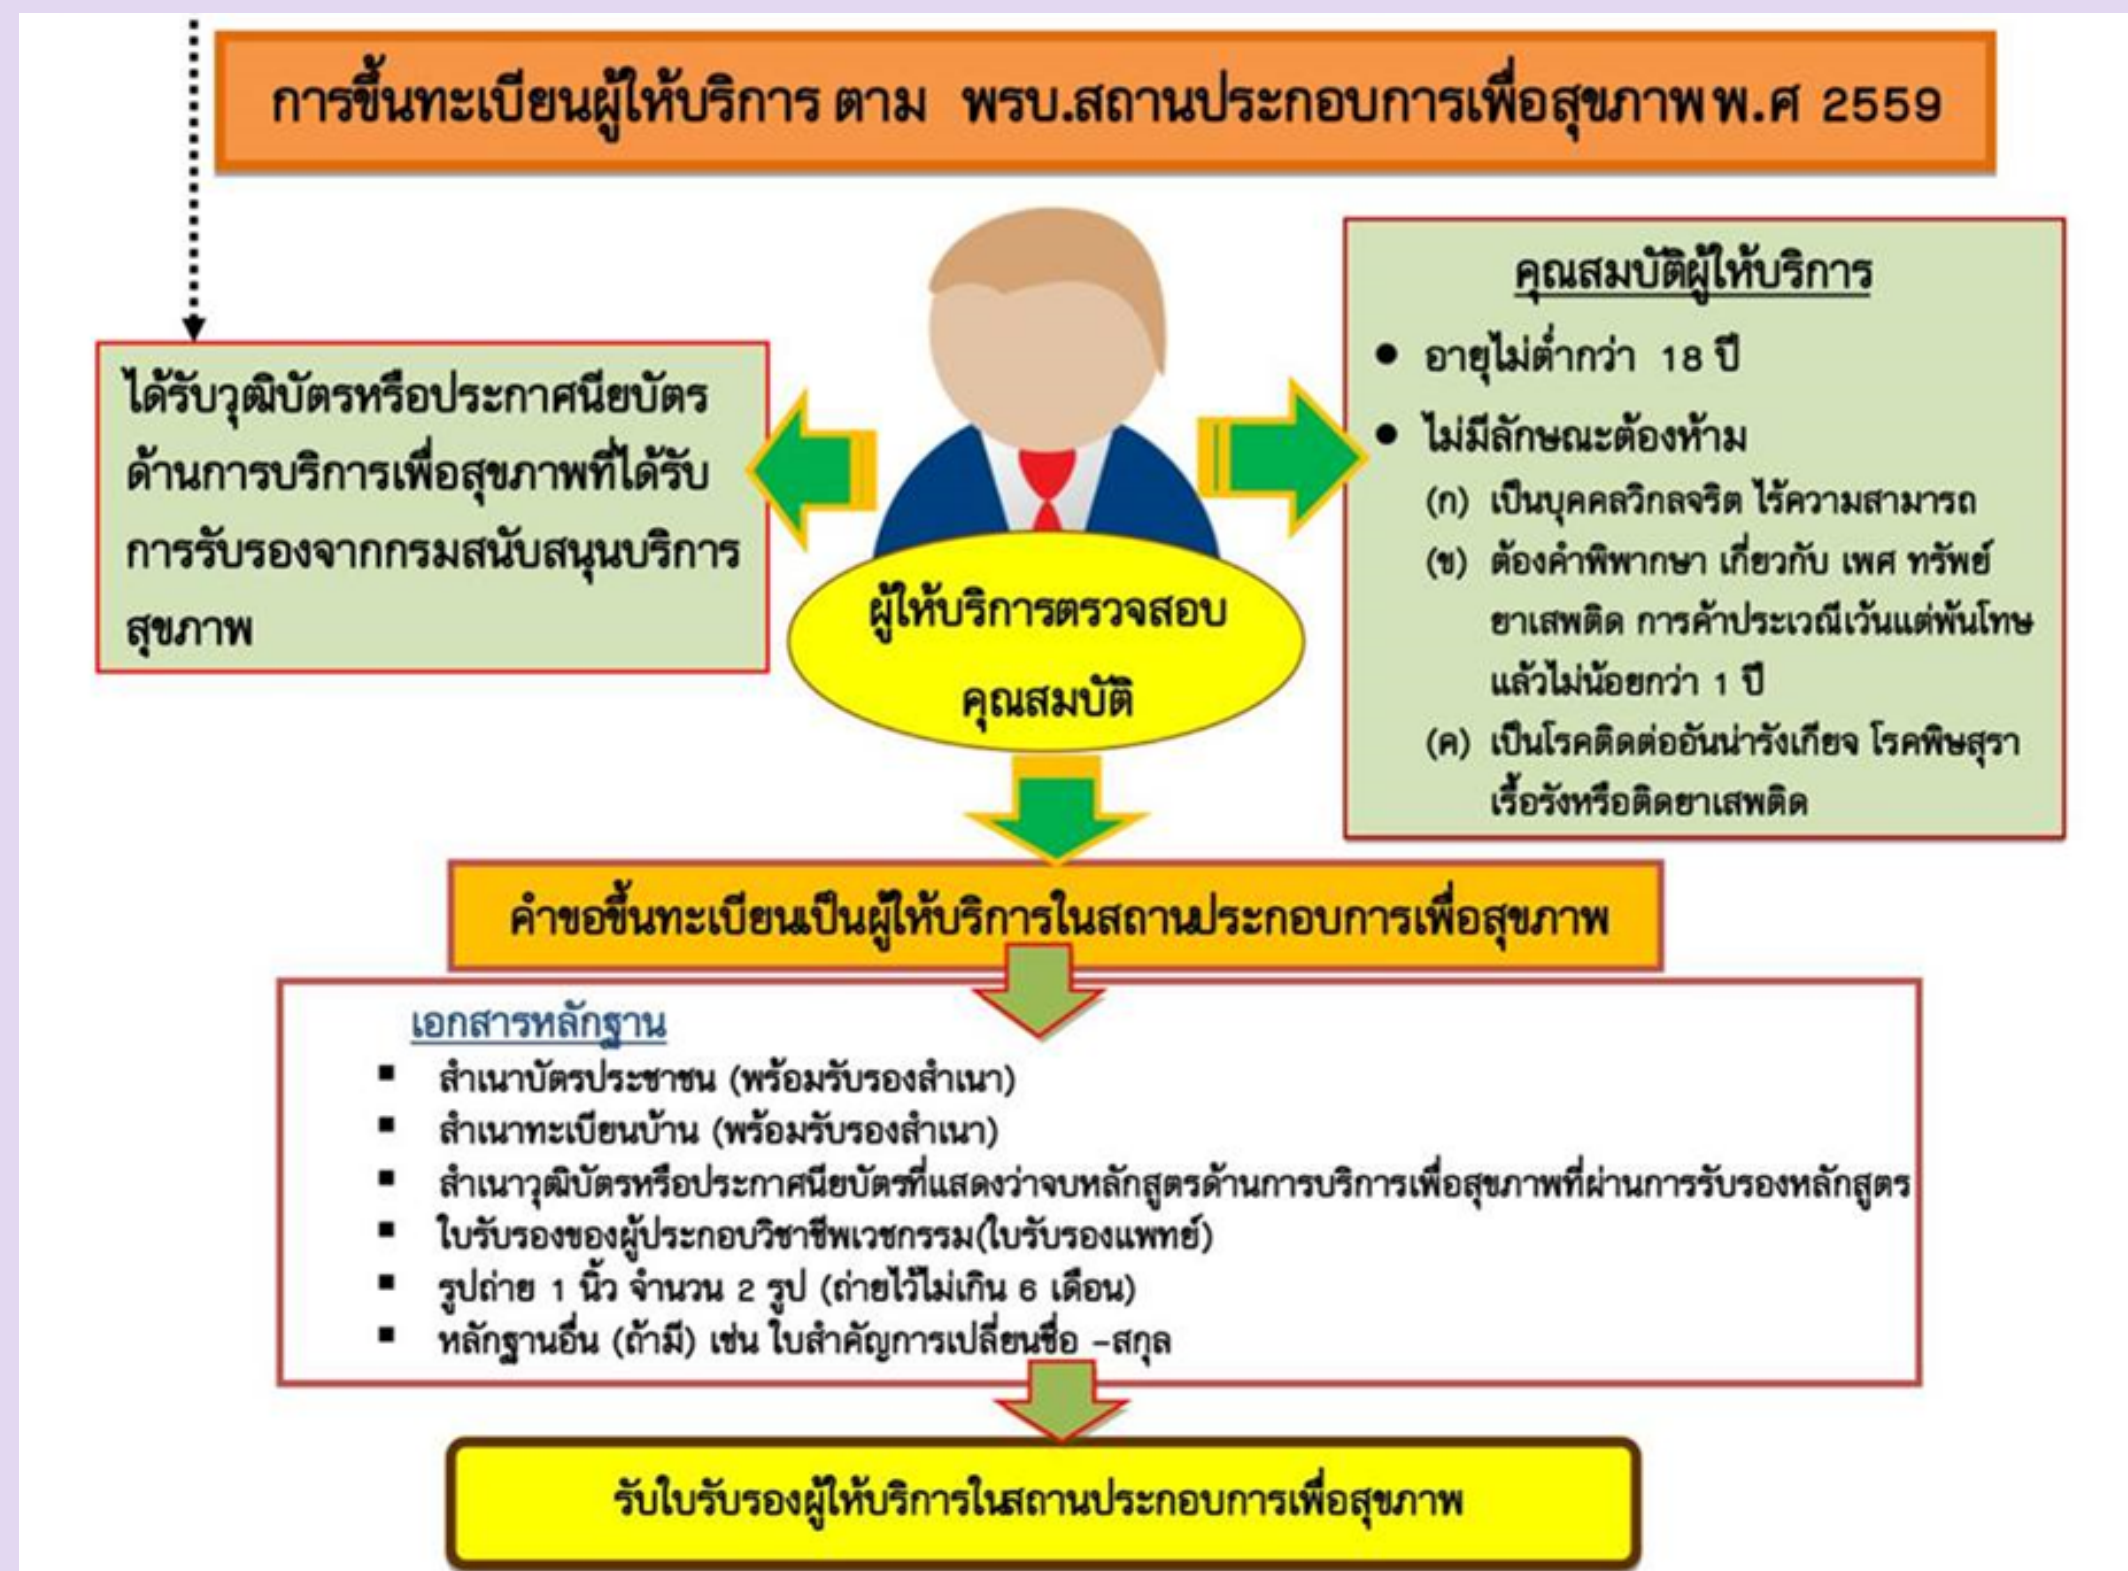 การขึ้นทะเบียนผู้ให้บริการ ตาม พรบ.สถานประกอบการเพื่อสุขภาพ พ.ศ 2559
ได้รับวุฒิบัตรหรือประกาศนียบัตร
ด้านการบริการเพื่อสุขภาพที่ได้รับ
การรับรองจากกรมสนับสนุนบริการ
สุขภาพ
ผู้ให้บริการตรวจสอบ
คุณสมบัติ
คุณสมบัติผู้ให้บริการ
● อายุไม่ต่ำกว่า 18 ปี
● ไม่มีลักษณะต้องห้าม
(ก) เป็นบุคคลวิกลจริต ไร้ความสามารถ
(ข) ต้องคำพิพากษา เกี่ยวกับ เพศ ทรัพย์
ยาเสพติด การค้าประเวณีเว้นแต่พ้นโทษ
แล้วไม่น้อยกว่า 1 ปี
(ค) เป็นโรคติดต่ออันน่ารังเกียจ โรคพิษสุรา
เรื้อรังหรือติดยาเสพติด
คำขอขึ้นทะเบียนเป็นผู้ให้บริการในสถานประกอบการเพื่อสุขภาพ
เอกสารหลักฐาน
▪ สำเนาบัตรประชาชน (พร้อมรับรองสำเนา)
▪ สำเนาทะเบียนบ้าน (พร้อมรับรองสำเนา)
▪ สำเนาวุฒิบัตรหรือประกาศนียบัตรที่แสดงว่าจบหลักสูตรด้านการบริการเพื่อสุขภาพที่ผ่านการรับรองหลักสูตร
▪ ใบรับรองของผู้ประกอบวิชาชีพเวชกรรม(ใบรับรองแพทย์)
▪ รูปถ่าย 1 นิ้ว จำนวน 2 รูป (ถ่ายไว้ไม่เกิน 6 เดือน)
▪ หลักฐานอื่น (ถ้ามี) เช่น ใบสำคัญการเปลี่ยนชื่อ –สกุล
รับใบรับรองผู้ให้บริการในสถานประกอบการเพื่อสุขภาพ